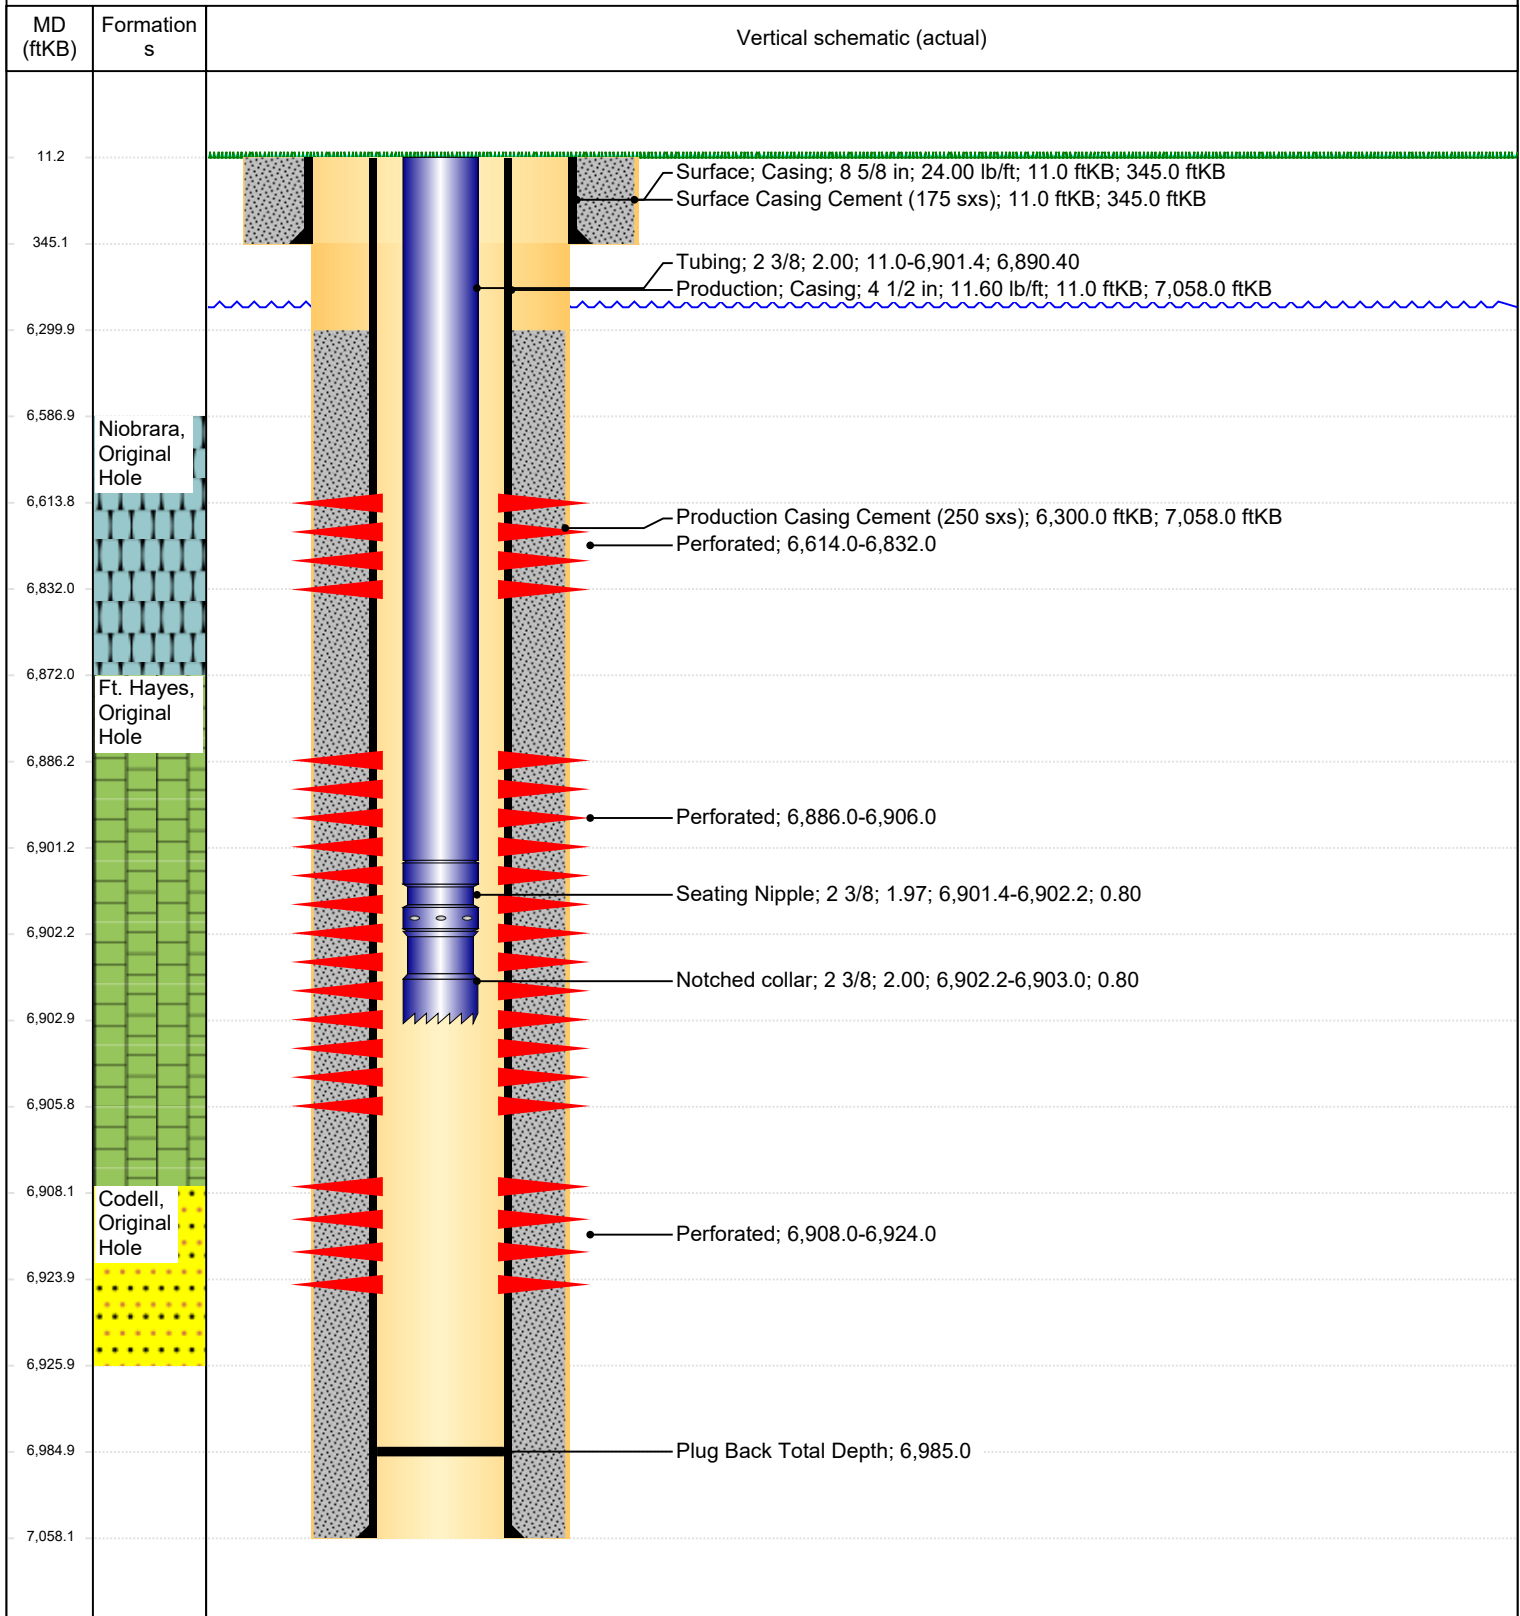 MD
(ftKB)
Formation
s
Vertical schematic (actual)
11.2
Surface; Casing; 8 5/8 in; 24.00 lb/ft; 11.0 ftKB; 345.0 ftKB
Surface Casing Cement (175 sxs); 11.0 ftKB; 345.0 ftKB
345.1
Tubing; 2 3/8; 2.00; 11.0-6,901.4; 6,890.40
Production; Casing; 4 1/2 in; 11.60 lb/ft; 11.0 ftKB; 7,058.0 ftKB
6,299.9
6,586.9
Niobrara,
Original
Hole
6,613.8
Production Casing Cement (250 sxs); 6,300.0 ftKB; 7,058.0 ftKB
Perforated; 6,614.0-6,832.0
6,832.0
6,872.0
Ft. Hayes,
Original
Hole
6,886.2
Perforated; 6,886.0-6,906.0
6,901.2
Seating Nipple; 2 3/8; 1.97; 6,901.4-6,902.2; 0.80
6,902.2
Notched collar; 2 3/8; 2.00; 6,902.2-6,903.0; 0.80
6,902.9
6,905.8
6,908.1
Codell,
Original
Hole
Perforated; 6,908.0-6,924.0
6,923.9
6,925.9
6,984.9
Plug Back Total Depth; 6,985.0
7,058.1